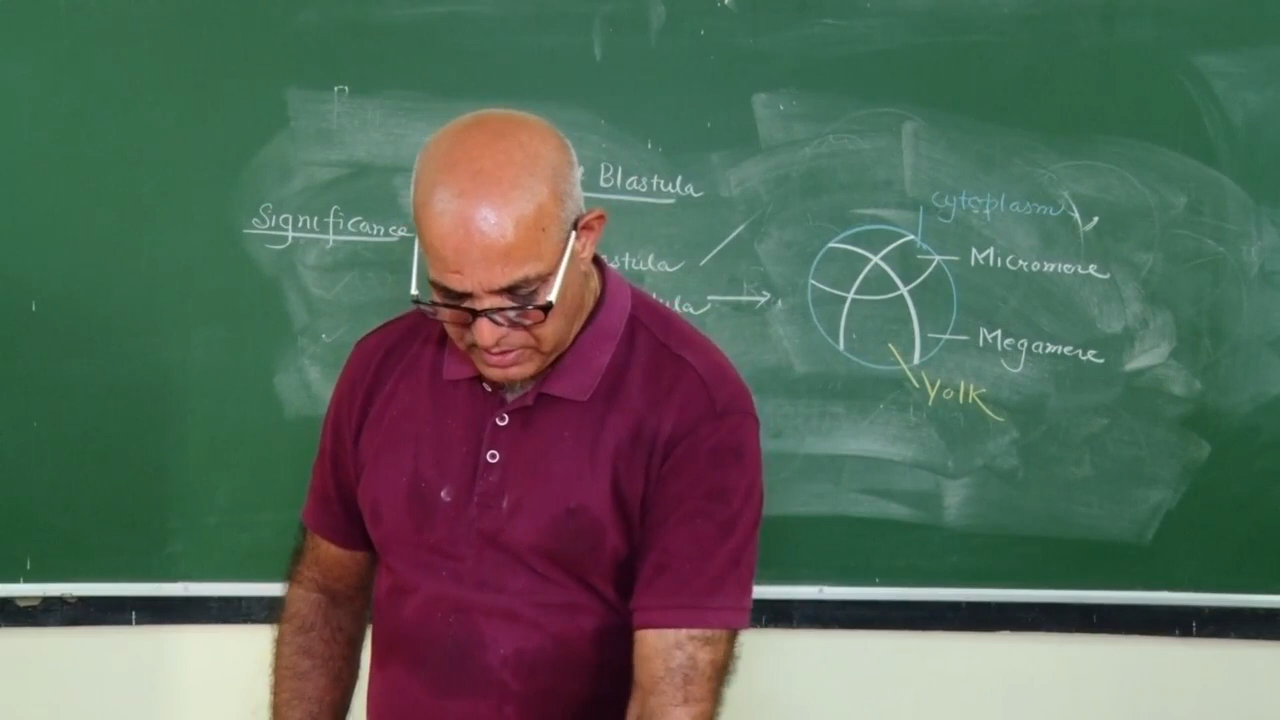 Blastula
Significance
cytoplasm
Micromere
Megamere
Yolk